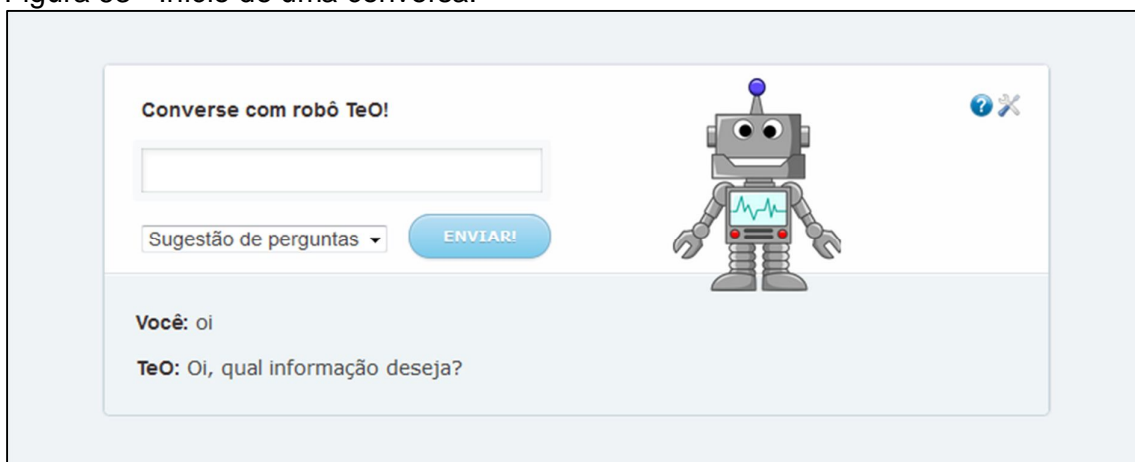 Converse com robô TeO!
Sugestão de perguntas
ENVIAR!
?
Você: oi
TeO: Oi, qual informação deseja?